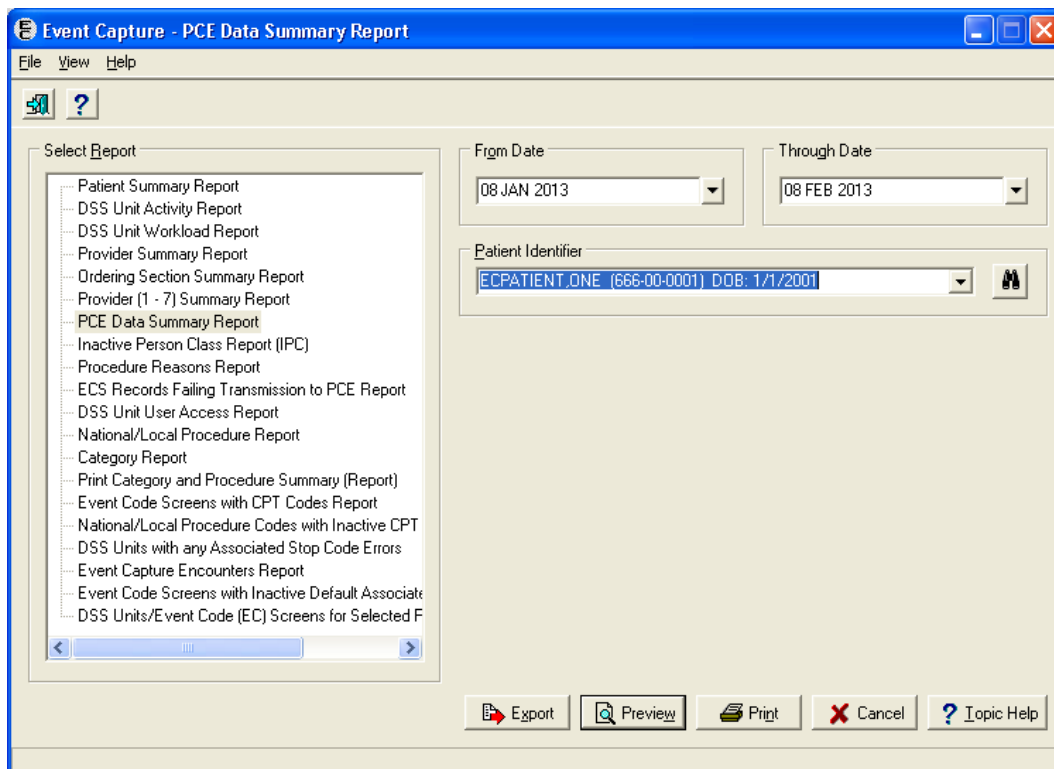 Event Capture - PCE Data Summary Report
File View Help
?
Select Report
Patient Summary Report
DSS Unit Activity Report
DSS Unit Workload Report
Provider Summary Report
Ordering Section Summary Report
Provider (1 - 7) Summary Report
PCE Data Summary Report
Inactive Person Class Report (IPC)
Procedure Reasons Report
ECS Records Failing Transmission to PCE Report
DSS Unit User Access Report
National/Local Procedure Report
Category Report
Print Category and Procedure Summary (Report)
Event Code Screens with CPT Codes Report
National/Local Procedure Codes with Inactive CPT
DSS Units with any Associated Stop Code Errors
Event Capture Encounters Report
Event Code Screens with Inactive Default Associate
DSS Units/Event Code (EC) Screens for Selected F
From Date
08 JAN 2013
Through Date
08 FEB 2013
Patient Identifier
ECPATIENT,ONE (666-00-0001) DOB: 1/1/2001
Export Preview Print Cancel ? Topic Help